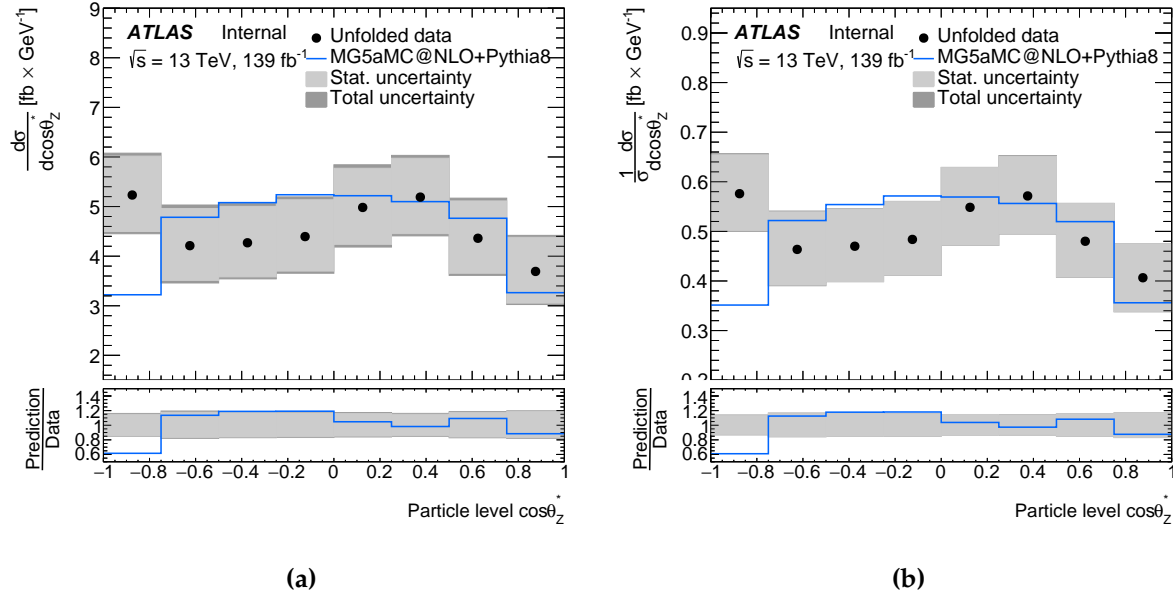 ATLAS Internal
√s = 13 TeV, 139 fb⁻¹
Unfolded data
MG5aMC@NLO+Pythia8
Stat. uncertainty
Total uncertainty
dσ/dcosθ*_Z [fb × GeV⁻¹]
9
8
7
6
5
4
3
2
Prediction/Data
1.4
1.2
1
0.8
0.6
−1 −0.8 −0.6 −0.4 −0.2 0 0.2 0.4 0.6 0.8 1
Particle level cosθ*_Z
(a)
ATLAS Internal
√s = 13 TeV, 139 fb⁻¹
Unfolded data
MG5aMC@NLO+Pythia8
Stat. uncertainty
Total uncertainty
1/σ dσ/dcosθ*_Z [fb × GeV⁻¹]
0.9
0.8
0.7
0.6
0.5
0.4
0.3
0.2
Prediction/Data
1.4
1.2
1
0.8
0.6
−1 −0.8 −0.6 −0.4 −0.2 0 0.2 0.4 0.6 0.8 1
Particle level cosθ*_Z
(b)